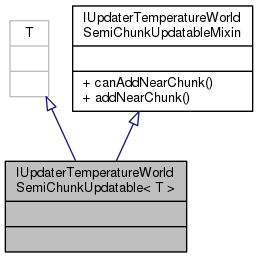 T
IUpdaterTemperatureWorld
SemiChunkUpdatableMixin
+ canAddNearChunk()
+ addNearChunk()
IUpdaterTemperatureWorld
SemiChunkUpdatable< T >